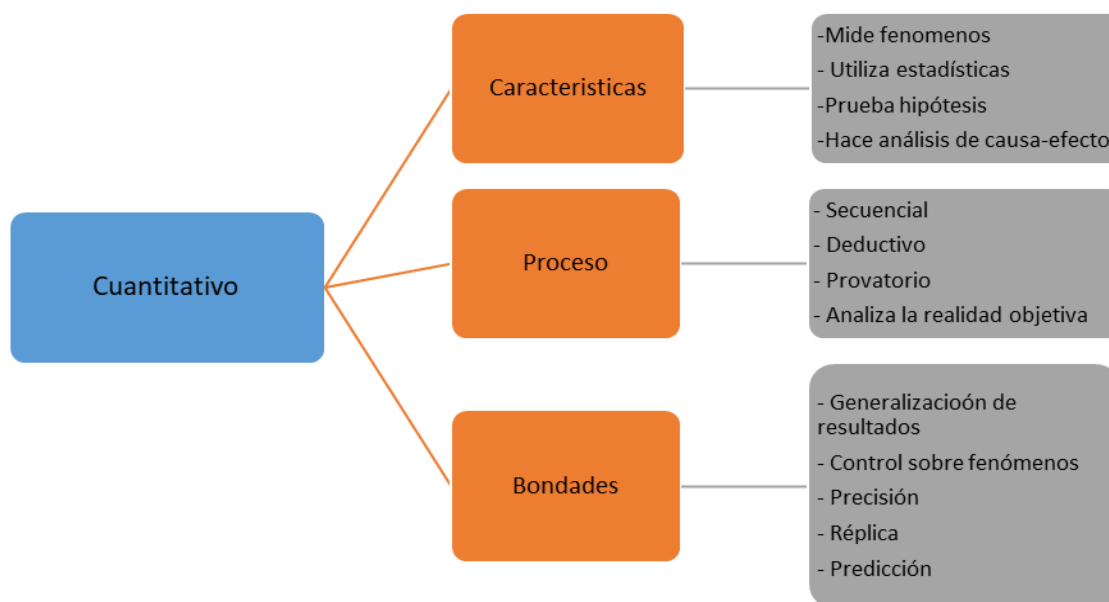 Cuantitativo
Caracteristicas
-Mide fenomenos
- Utiliza estadísticas
-Prueba hipótesis
-Hace análisis de causa-efecto
Proceso
- Secuencial
- Deductivo
- Provatorio
- Analiza la realidad objetiva
Bondades
- Generalizacioón de
resultados
- Control sobre fenómenos
- Precisión
- Réplica
- Predicción